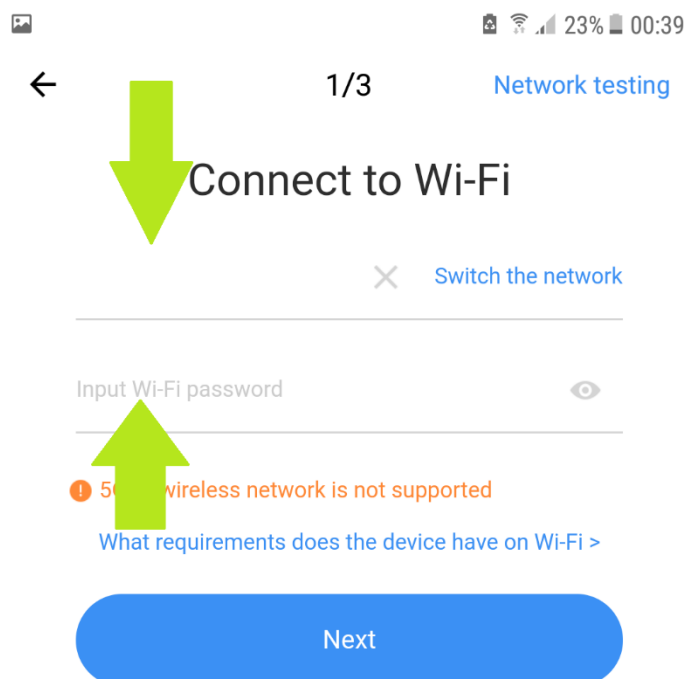 23% 00:39
1/3 Network testing
Connect to Wi-Fi
Switch the network
Input Wi-Fi password
wireless network is not supported
What requirements does the device have on Wi-Fi >
Next